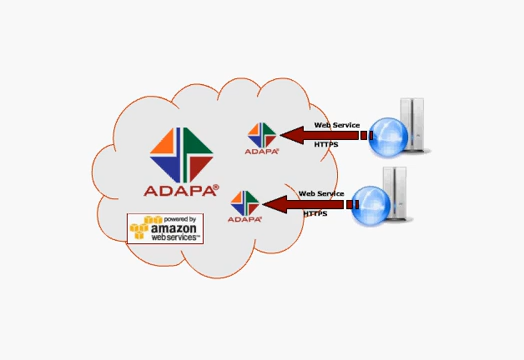 Web Service
HTTPS
ADAPA
ADAPA®
Web Service
HTTPS
ADAPA
powered by
amazon
webservices™